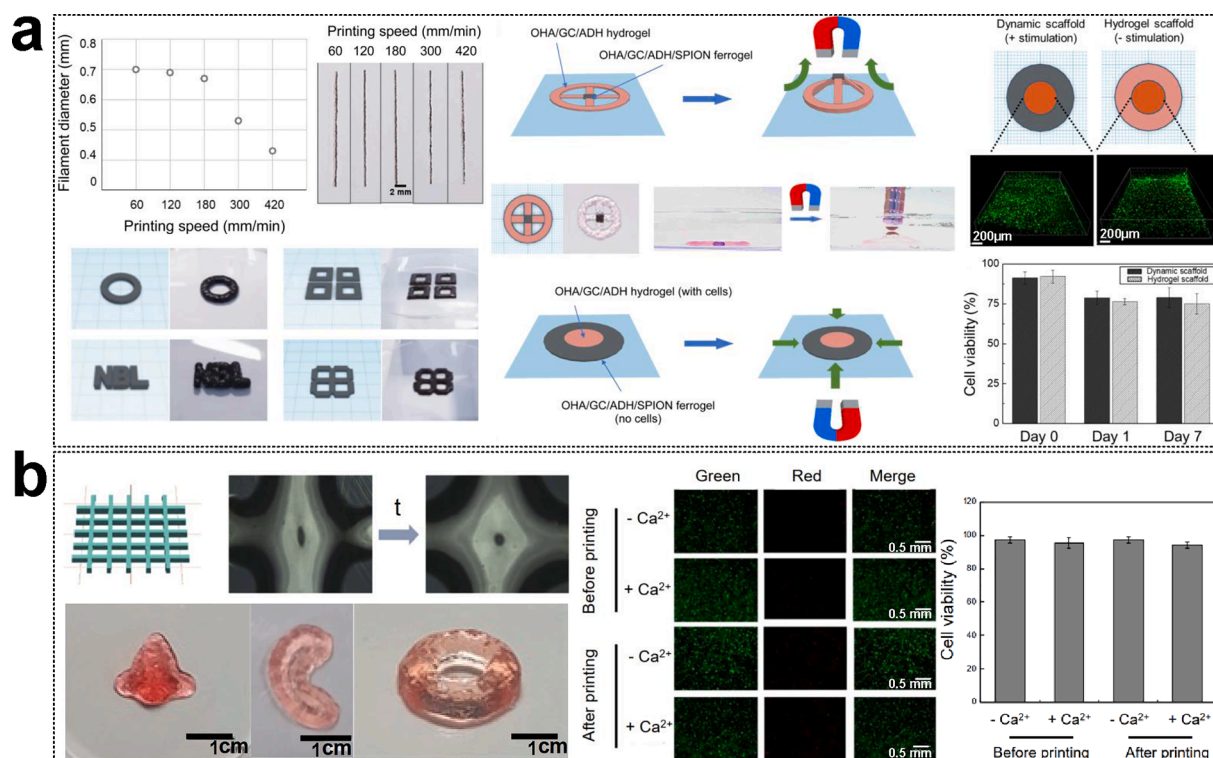 a
Filament diameter (mm)
0.8
0.7
0.6
0.5
0.4
0
60 120 180 300 420
Printing speed (mm/min)
Printing speed (mm/min)
60 120 180 300 420
2 mm
NBL
NBL
OHA/GC/ADH hydrogel
OHA/GC/ADH/SPION ferrogel
OHA/GC/ADH hydrogel (with cells)
OHA/GC/ADH/SPION ferrogel
(no cells)
Dynamic scaffold
(+ stimulation)
Hydrogel scaffold
(- stimulation)
200μm
200μm
Cell viability (%)
100
75
50
25
0
Dynamic scaffold
Hydrogel scaffold
Day 0 Day 1 Day 7
b
t
1cm
1cm
1cm
Green Red Merge
Before printing
- Ca²⁺
0.5 mm
+ Ca²⁺
0.5 mm
After printing
- Ca²⁺
0.5 mm
+ Ca²⁺
0.5 mm
Cell viability (%)
120
100
80
60
40
20
0
- Ca²⁺ + Ca²⁺ - Ca²⁺ + Ca²⁺
Before printing After printing